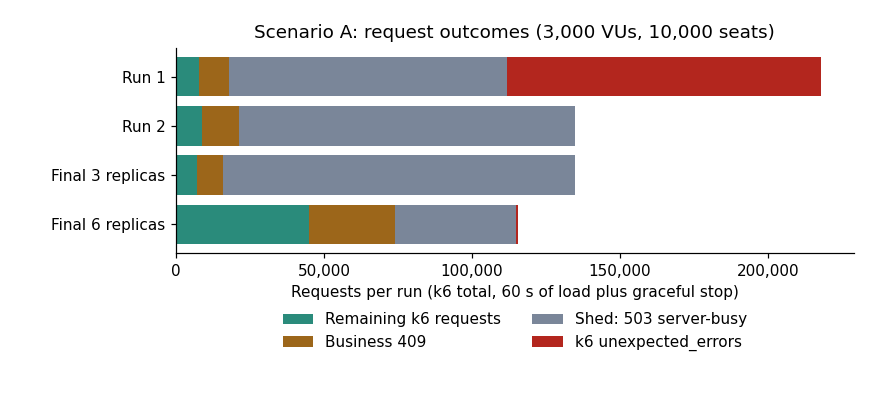 Scenario A: request outcomes (3,000 VUs, 10,000 seats)
Run 1
Run 2
Final 3 replicas
Final 6 replicas
0 50,000 100,000 150,000 200,000
Requests per run (k6 total, 60 s of load plus graceful stop)
Remaining k6 requests Shed: 503 server-busy
Business 409 k6 unexpected_errors